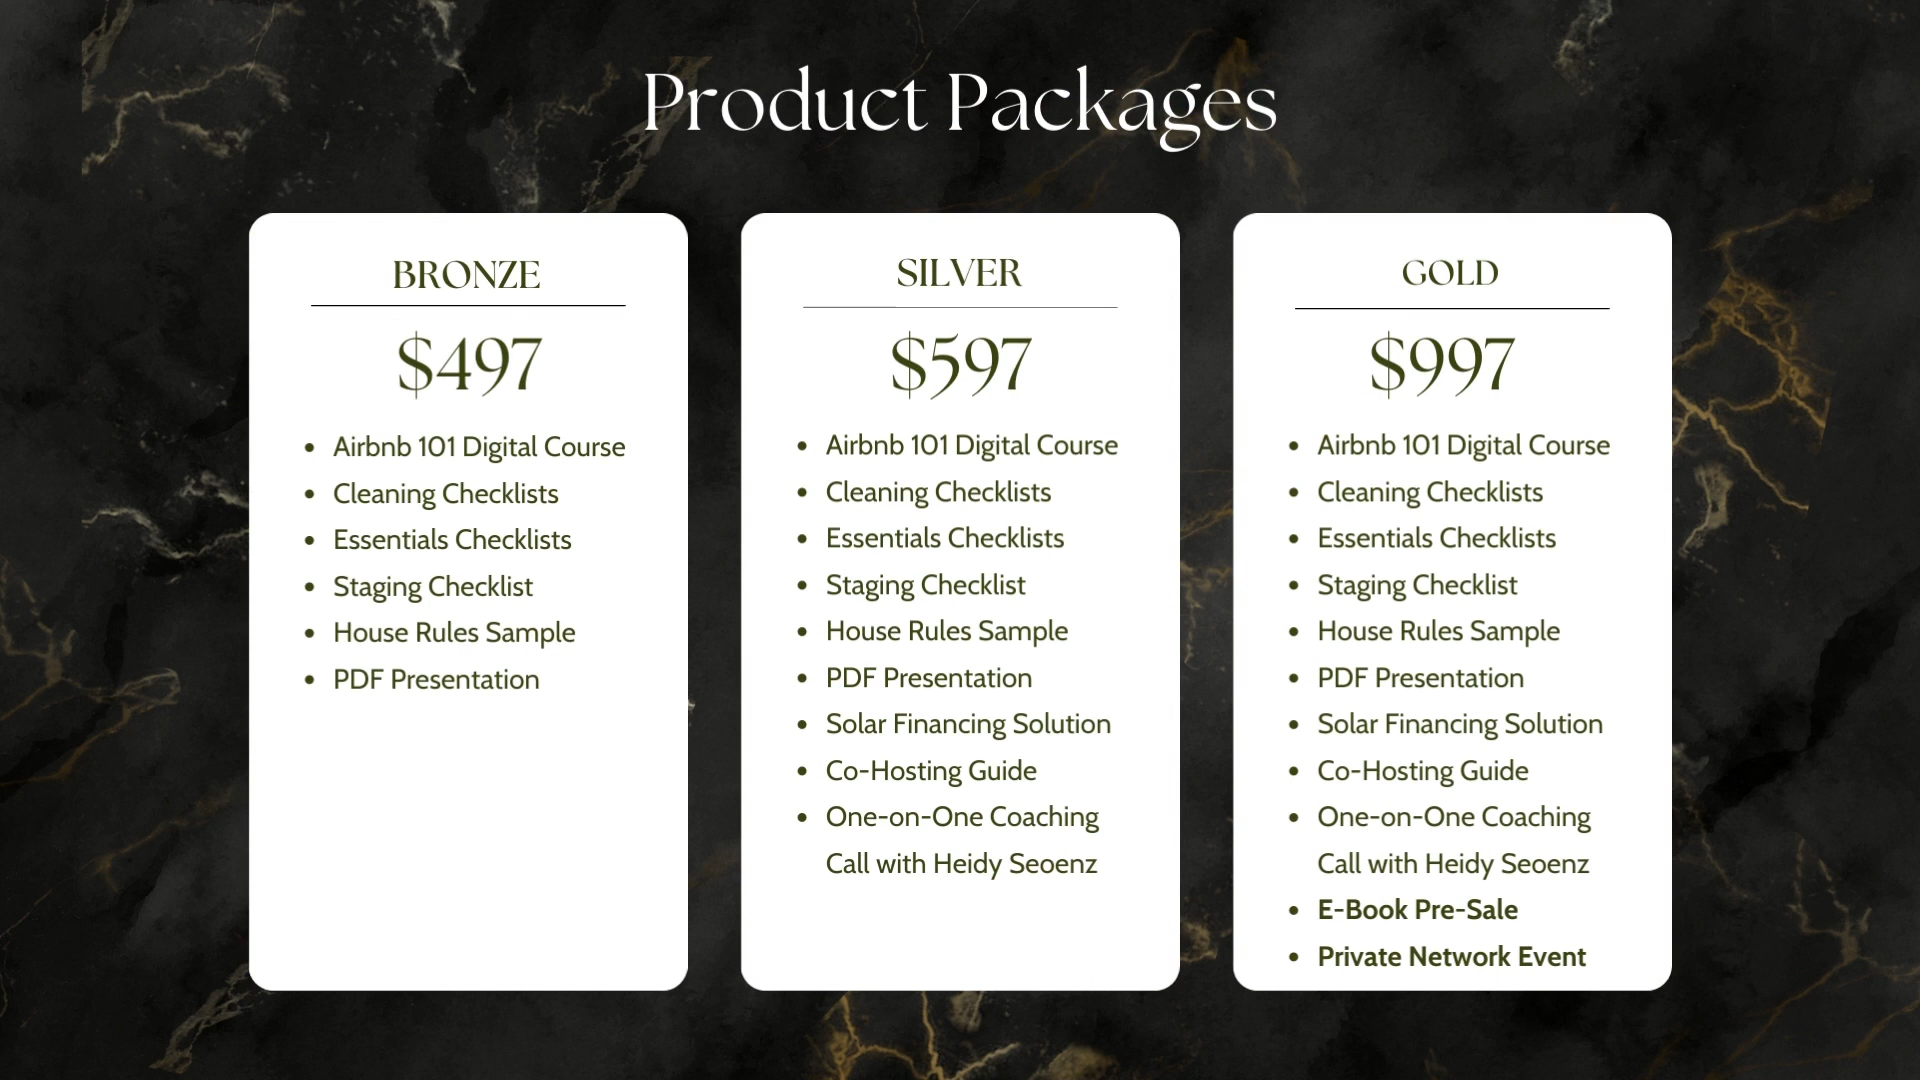 Product Packages
BRONZE
$497
• Airbnb 101 Digital Course
• Cleaning Checklists
• Essentials Checklists
• Staging Checklist
• House Rules Sample
• PDF Presentation
SILVER
$597
• Airbnb 101 Digital Course
• Cleaning Checklists
• Essentials Checklists
• Staging Checklist
• House Rules Sample
• PDF Presentation
• Solar Financing Solution
• Co-Hosting Guide
• One-on-One Coaching
Call with Heidy Seoenz
GOLD
$997
• Airbnb 101 Digital Course
• Cleaning Checklists
• Essentials Checklists
• Staging Checklist
• House Rules Sample
• PDF Presentation
• Solar Financing Solution
• Co-Hosting Guide
• One-on-One Coaching
Call with Heidy Seoenz
• E-Book Pre-Sale
• Private Network Event